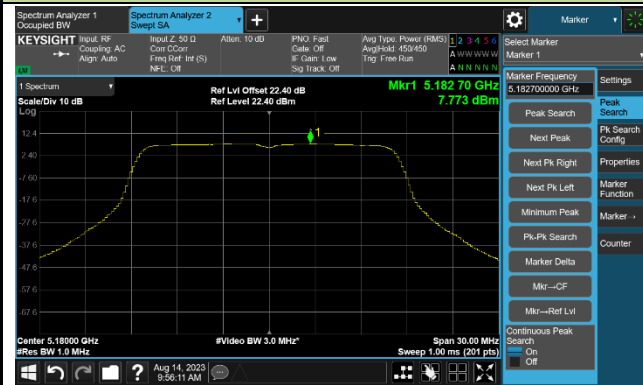 Spectrum Analyzer 1
Occupied BW
Spectrum Analyzer 2
Swept SA
Marker
KEYSIGHT
Input: RF
Coupling: AC
Align: Auto
Input Z: 50 Ω
Corr CCorr
Freq Ref: Int (S)
NFE: Off
Atten: 10 dB
PNO: Fast
Gate: Off
IF Gain: Low
Sig Track: Off
Avg Type: Power (RMS)
Avg|Hold: 450/450
Trig: Free Run
1 2 3 4 5 6
A W W W W W
A N N N N N
LXI
1 Spectrum
Scale/Div 10 dB
Log
Ref Lvl Offset 22.40 dB
Ref Level 22.40 dBm
Mkr1 5.182 70 GHz
7.773 dBm
1
12.4
2.40
-7.60
-17.6
-27.6
-37.6
-47.6
-57.6
-67.6
Center 5.18000 GHz
#Res BW 1.0 MHz
#Video BW 3.0 MHz*
Span 30.00 MHz
Sweep 1.00 ms (201 pts)
Select Marker
Marker 1
Marker Frequency
5.182700000 GHz
Peak Search
Next Peak
Next Pk Right
Next Pk Left
Minimum Peak
Pk-Pk Search
Marker Delta
Mkr→CF
Mkr→Ref Lvl
Continuous Peak
Search
On
Off
Settings
Peak
Search
Pk Search
Config
Properties
Marker
Function
Marker→
Counter
Aug 14, 2023
9:56:11 AM